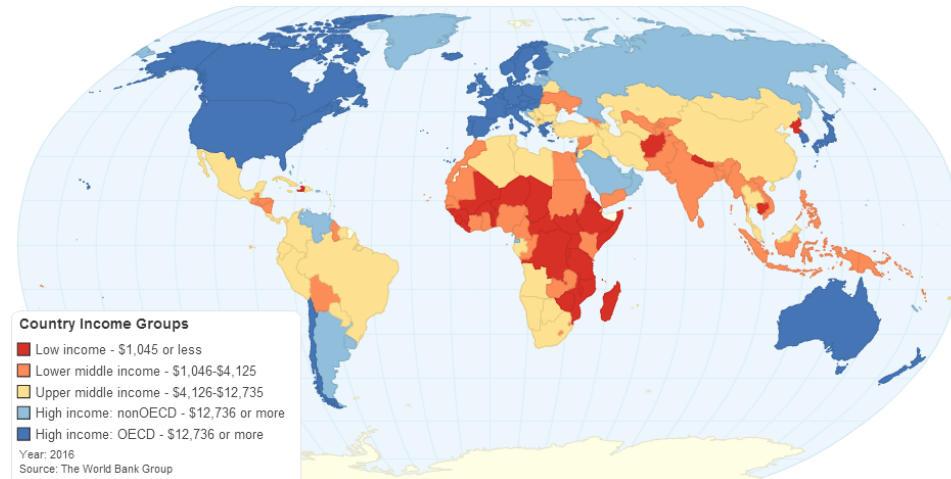 Country Income Groups
Low income - $1,045 or less
Lower middle income - $1,046-$4,125
Upper middle income - $4,126-$12,735
High income: nonOECD - $12,736 or more
High income: OECD - $12,736 or more
Year: 2016
Source: The World Bank Group